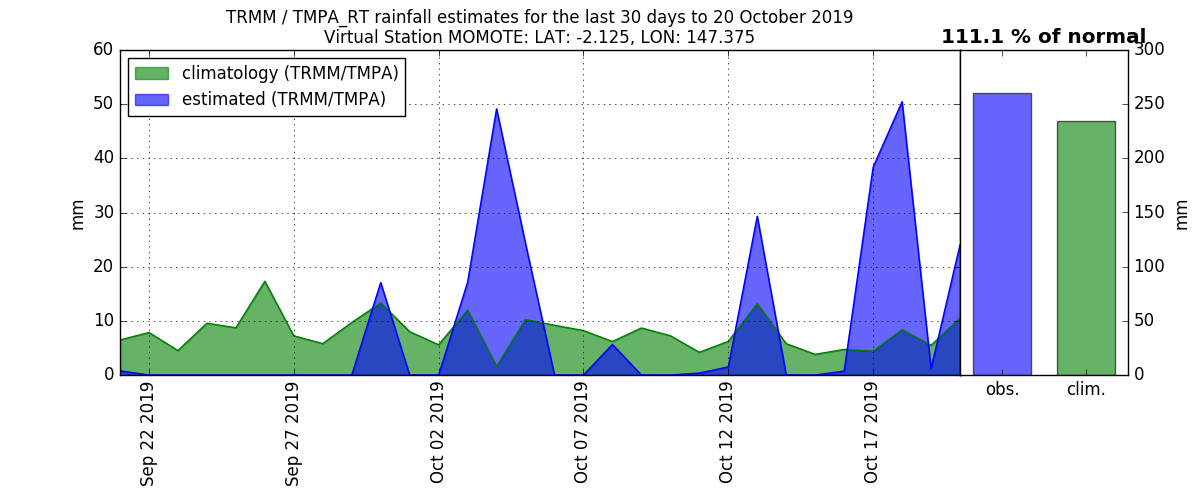 TRMM / TMPA_RT rainfall estimates for the last 30 days to 20 October 2019
Virtual Station MOMOTE: LAT: -2.125, LON: 147.375
111.1 % of normal
climatology (TRMM/TMPA)
estimated (TRMM/TMPA)
60
50
40
30
20
10
0
mm
Sep 22 2019
Sep 27 2019
Oct 02 2019
Oct 07 2019
Oct 12 2019
Oct 17 2019
300
250
200
150
100
50
0
mm
obs.
clim.